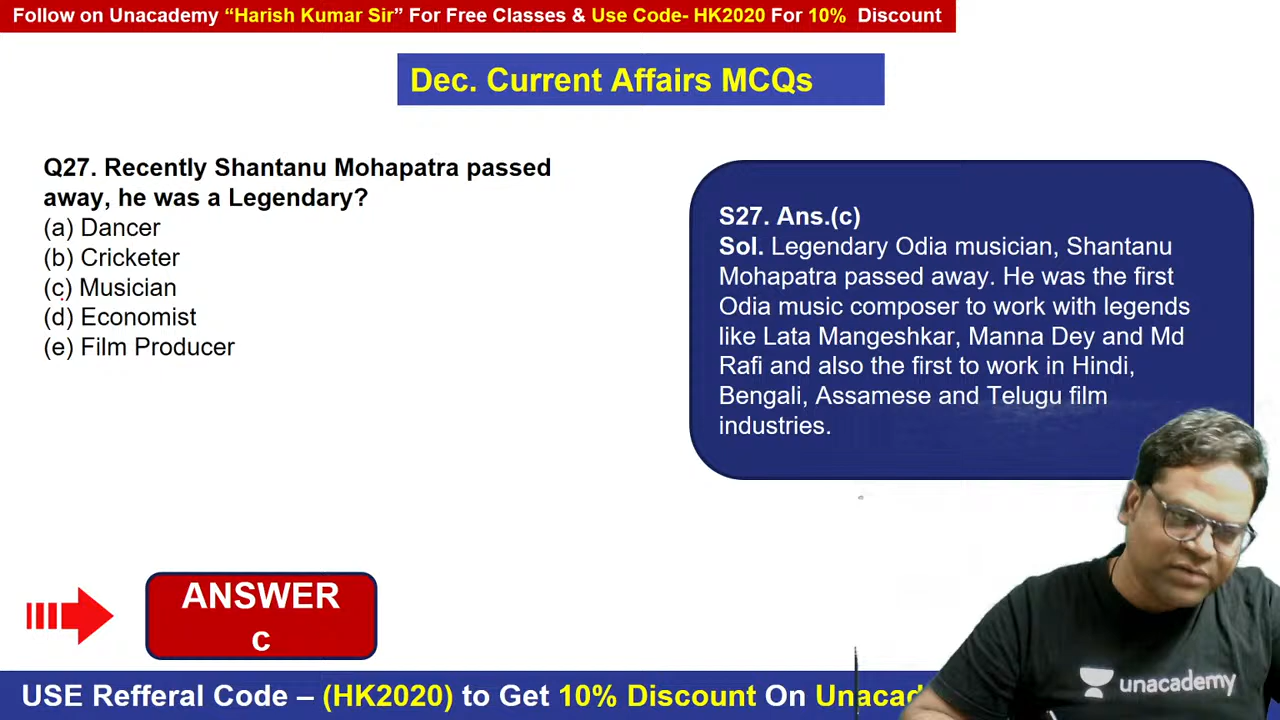 Follow on Unacademy “Harish Kumar Sir” For Free Classes & Use Code- HK2020 For 10% Discount
Dec. Current Affairs MCQs
Q27. Recently Shantanu Mohapatra passed
away, he was a Legendary?
(a) Dancer
(b) Cricketer
(c) Musician
(d) Economist
(e) Film Producer
S27. Ans.(c)
Sol. Legendary Odia musician, Shantanu
Mohapatra passed away. He was the first
Odia music composer to work with legends
like Lata Mangeshkar, Manna Dey and Md
Rafi and also the first to work in Hindi,
Bengali, Assamese and Telugu film
industries.
ANSWER
c
unacademy
USE Refferal Code – (HK2020) to Get 10% Discount On